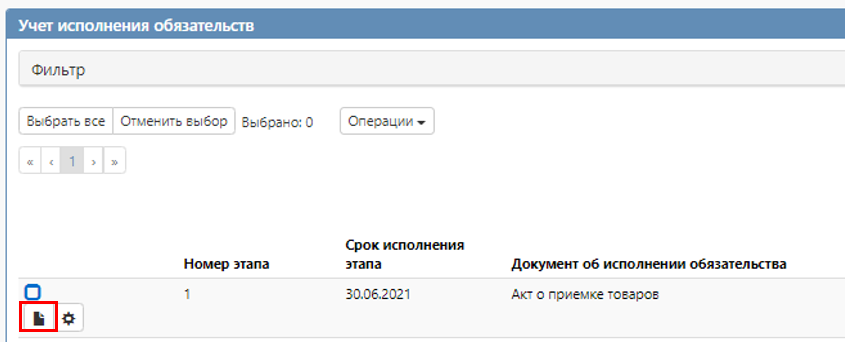 Учет исполнения обязательств
Фильтр
Выбрать все Отменить выбор Выбрано: 0 Операции
« ‹ 1 › »
Номер этапа Срок исполнения этапа Документ об исполнении обязательства
1 30.06.2021 Акт о приемке товаров